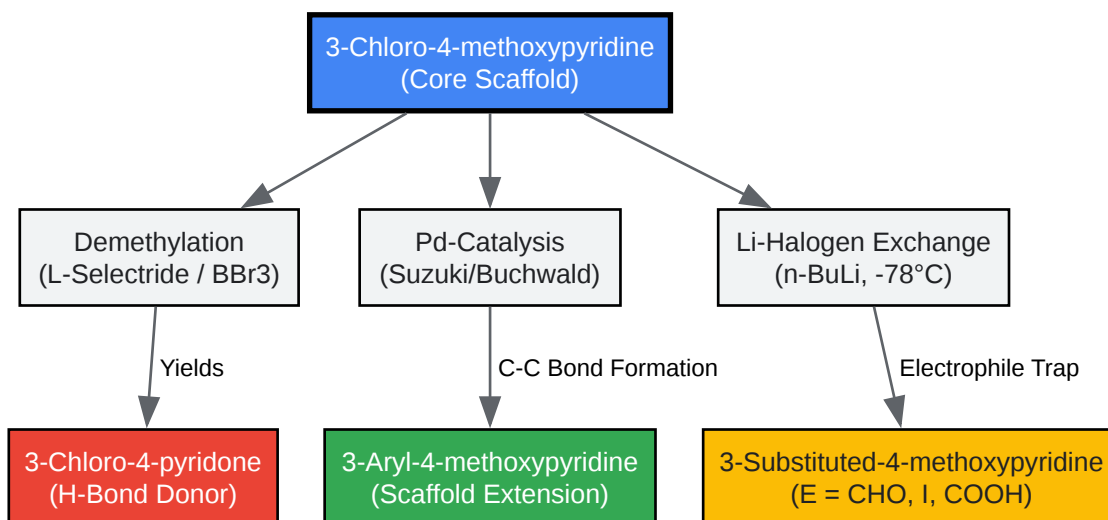 3-Chloro-4-methoxypyridine
(Core Scaffold)
Demethylation
(L-Selectride / BBr3)
Pd-Catalysis
(Suzuki/Buchwald)
Li-Halogen Exchange
(n-BuLi, -78°C)
Yields
C-C Bond Formation
Electrophile Trap
3-Chloro-4-pyridone
(H-Bond Donor)
3-Aryl-4-methoxypyridine
(Scaffold Extension)
3-Substituted-4-methoxypyridine
(E = CHO, I, COOH)